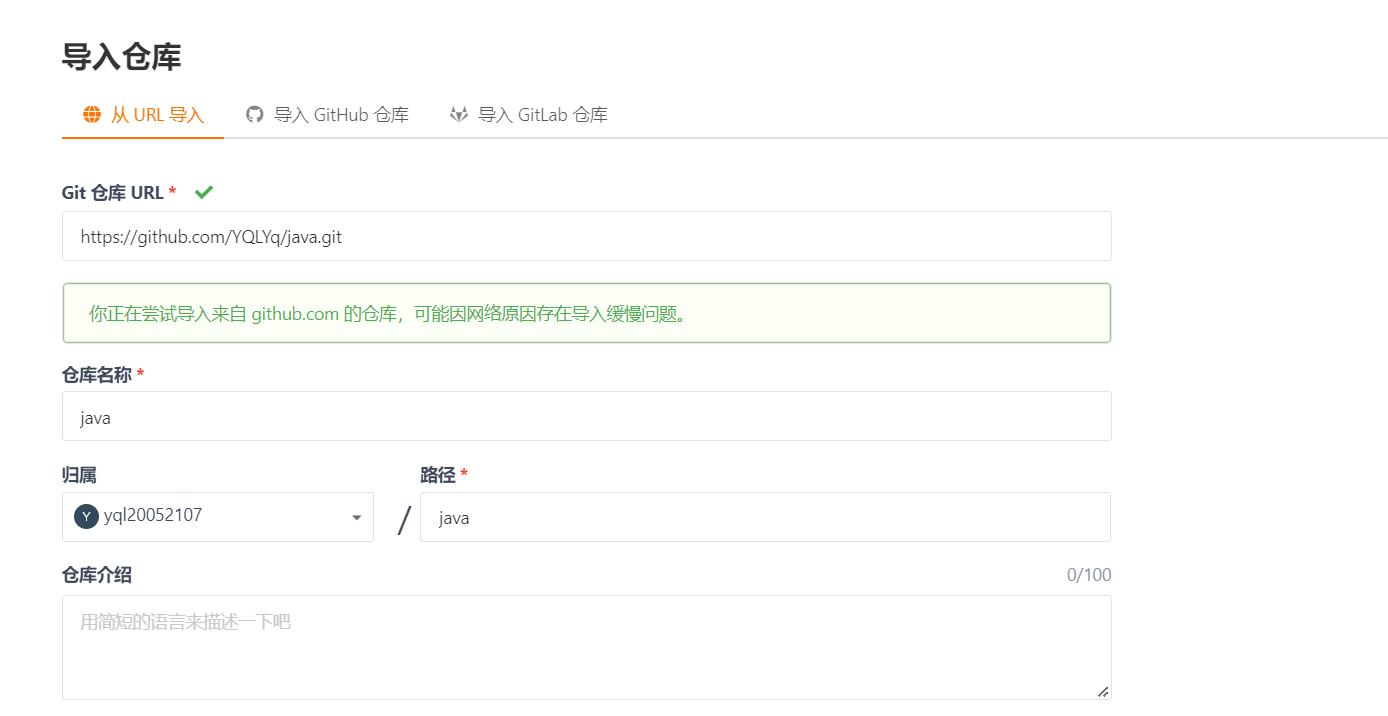 导入仓库
从 URL 导入 导入 GitHub 仓库 导入 GitLab 仓库
Git 仓库 URL *
https://github.com/YQLYq/java.git
你正在尝试导入来自 github.com 的仓库，可能因网络原因存在导入缓慢问题。
仓库名称 *
java
归属 路径 *
Y yql20052107 / java
仓库介绍 0/100
用简短的语言来描述一下吧